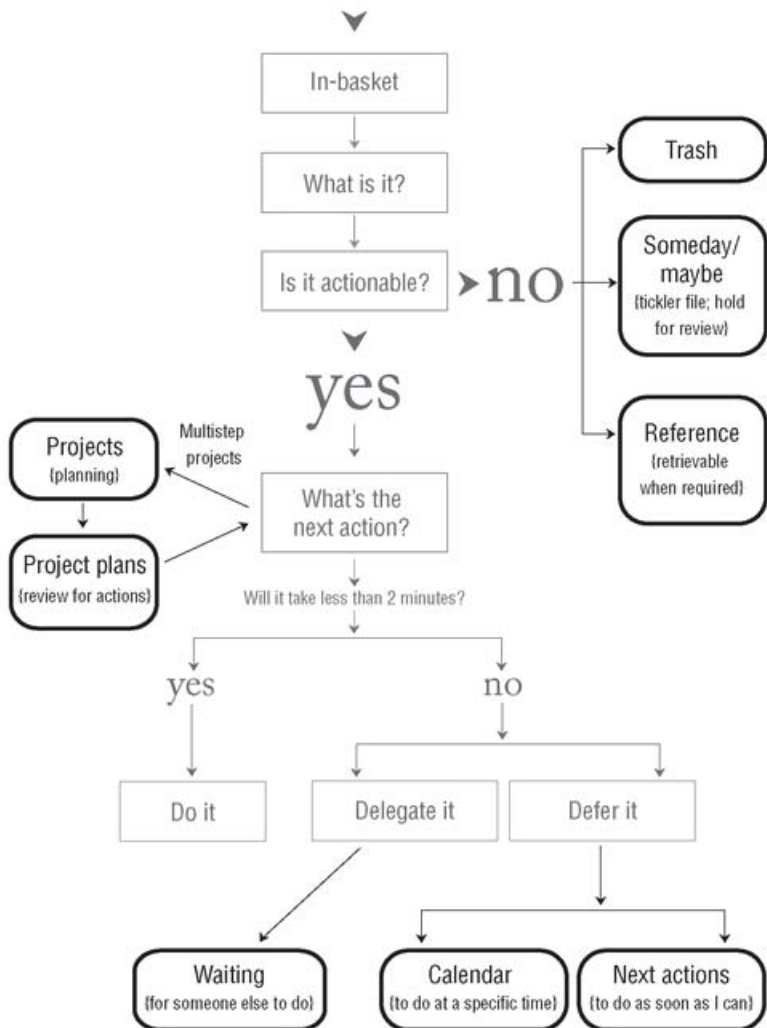 In-basket
What is it?
Is it actionable?
no
Trash
Someday/
maybe
{tickler file; hold
for review}
Reference
{retrievable
when required}
yes
Multistep
projects
Projects
{planning}
Project plans
{review for actions}
What's the
next action?
Will it take less than 2 minutes?
yes
no
Do it
Delegate it
Defer it
Waiting
{for someone else to do}
Calendar
{to do at a specific time}
Next actions
{to do as soon as I can}